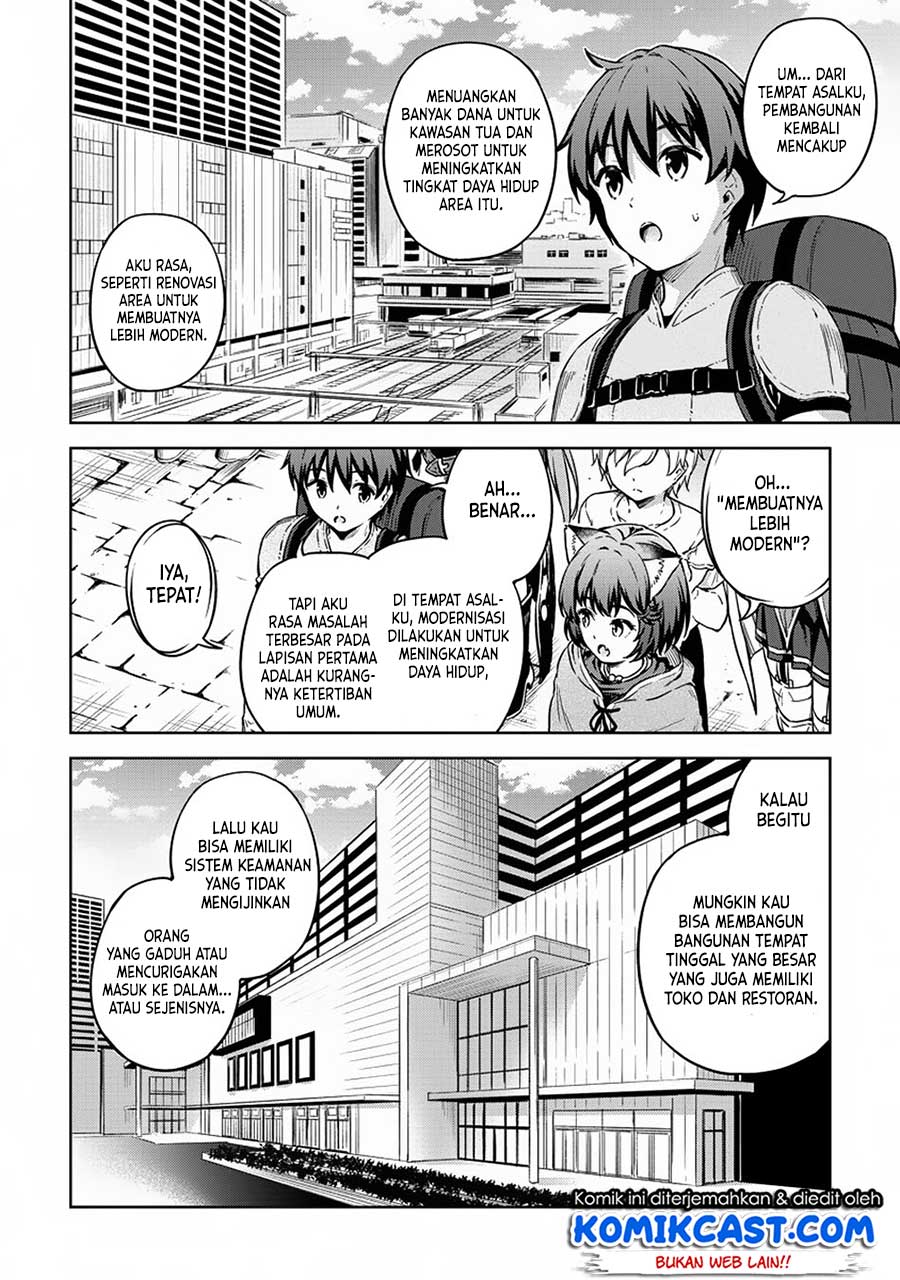 UM... DARI
TEMPAT ASALKU,
PEMBANGUNAN
KEMBALI
MENCAKUP
MENUANGKAN
BANYAK DANA UNTUK
KAWASAN TUA DAN
MEROSOT UNTUK
MENINGKATKAN
TINGKAT DAYA HIDUP
AREA ITU.
AKU RASA,
SEPERTI RENOVASI
AREA UNTUK
MEMBUATNYA
LEBIH MODERN.
OH...
"MEMBUATNYA
LEBIH
MODERN"?
AH...
BENAR...
DI TEMPAT ASAL-
KU, MODERNISASI
DILAKUKAN UNTUK
MENINGKATKAN
DAYA HIDUP,
TAPI AKU
RASA MASALAH
TERBESAR PADA
LAPISAN PERTAMA
ADALAH KURANG-
NYA KETERTIBAN
UMUM.
IYA,
TEPAT!
KALAU
BEGITU
MUNGKIN KAU
BISA MEMBANGUN
BANGUNAN TEMPAT
TINGGAL YANG BESAR
YANG JUGA MEMILIKI
TOKO DAN RESTORAN.
LALU KAU
BISA MEMILIKI
SISTEM KEAMANAN
YANG TIDAK
MENGIJINKAN
ORANG
YANG GADUH ATAU
MENCURIGAKAN
MASUK KE DALAM...
ATAU SEJENISNYA.
Komik ini diterjemahkan & diedit oleh
KOMIKCAST.COM
BUKAN WEB LAIN!!